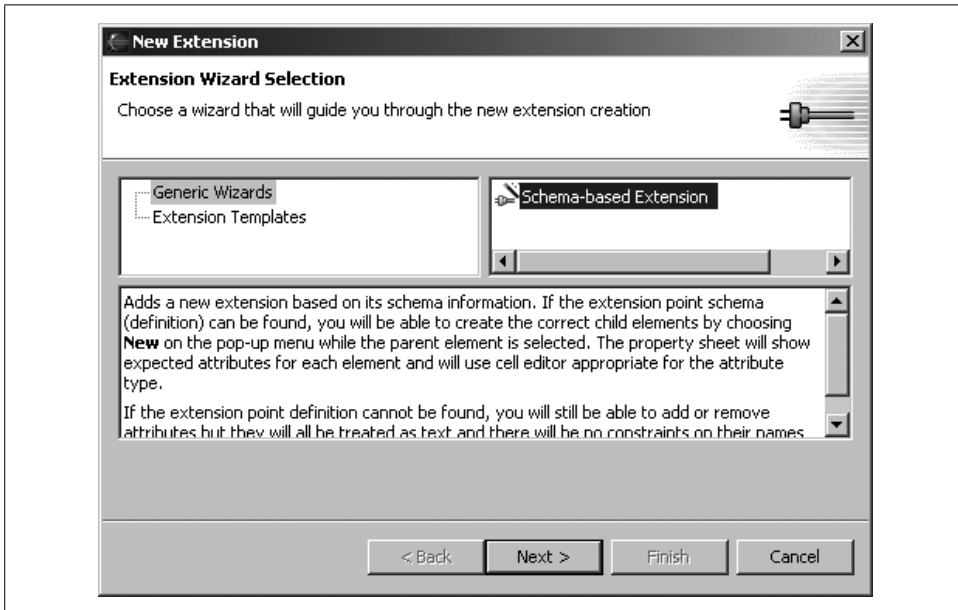 New Extension
Extension Wizard Selection
Choose a wizard that will guide you through the new extension creation
Generic Wizards
Extension Templates
Schema-based Extension
Adds a new extension based on its schema information. If the extension point schema
(definition) can be found, you will be able to create the correct child elements by choosing
New on the pop-up menu while the parent element is selected. The property sheet will show
expected attributes for each element and will use cell editor appropriate for the attribute
type.
If the extension point definition cannot be found, you will still be able to add or remove
attributes but they will all be treated as text and there will be no constraints on their names
< Back
Next >
Finish
Cancel